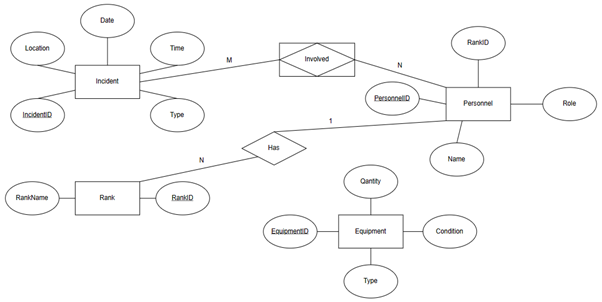 Date
RankID
Location
Time
M
Involved
N
Incident
PersonnelID
Personnel
Role
IncidentID
Type
1
Has
Name
N
Qantity
RankName
Rank
RankID
EquipmentID
Equipment
Condition
Type